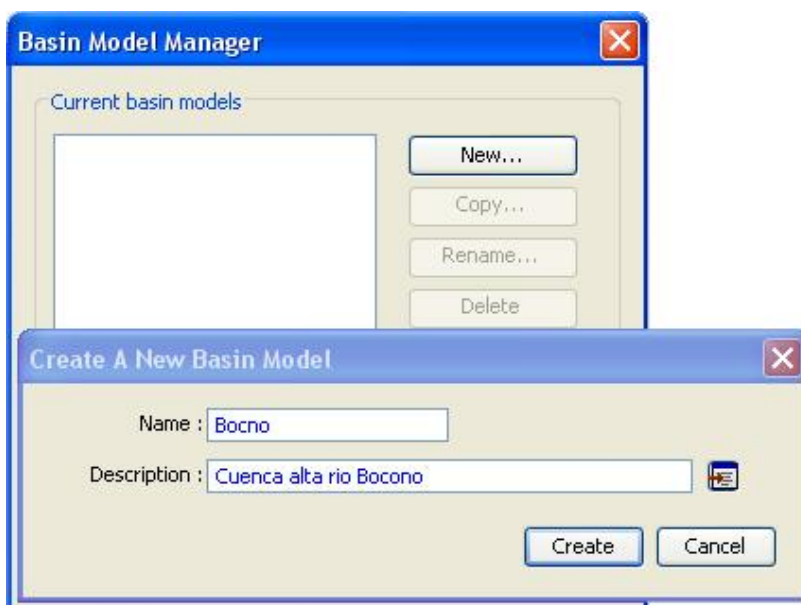 Basin Model Manager
Current basin models
New...
Copy...
Rename...
Delete
Create A New Basin Model
Name : Bocno
Description : Cuenca alta rio Bocono
Create Cancel